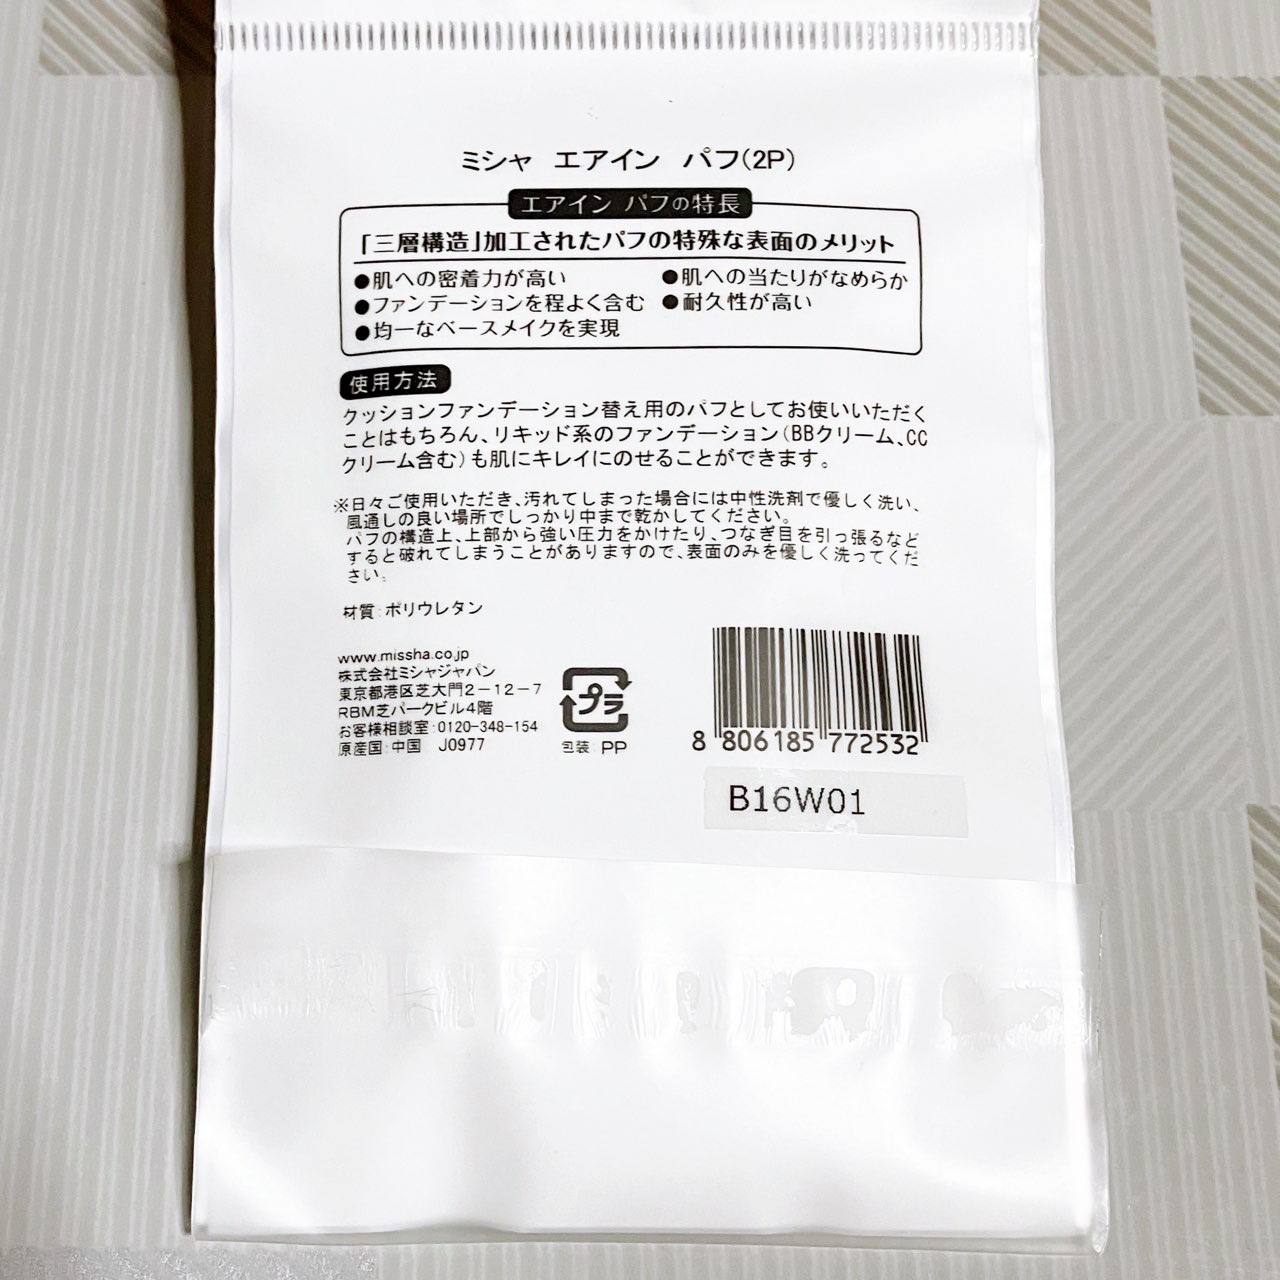 ミシャ エアイン パフ(2P)
エアイン パフの特長
「三層構造」加工されたパフの特殊な表面のメリット
●肌への密着力が高い ●肌への当たりがなめらか
●ファンデーションを程よく含む ●耐久性が高い
●均一なベースメイクを実現
使用方法
クッションファンデーション替え用のパフとしてお使いいただく
ことはもちろん、リキッド系のファンデーション(BBクリーム、CC
クリーム含む)も肌にキレイにのせることができます。
※日々ご使用いただき、汚れてしまった場合には中性洗剤で優しく洗い、
風通しの良い場所でしっかり中まで乾かしてください。
パフの構造上、上部から強い圧力をかけたり、つなぎ目を引っ張るなど
すると破れてしまうことがありますので、表面のみを優しく洗ってくだ
さい。
材質:ポリウレタン
www.missha.co.jp
株式会社ミシャジャパン
東京都港区芝大門2-12-7
RBM芝パークビル4階
お客様相談室:0120-348-154
原産国:中国 J0977
プラ
包装:PP
8 806185 772532
B16W01